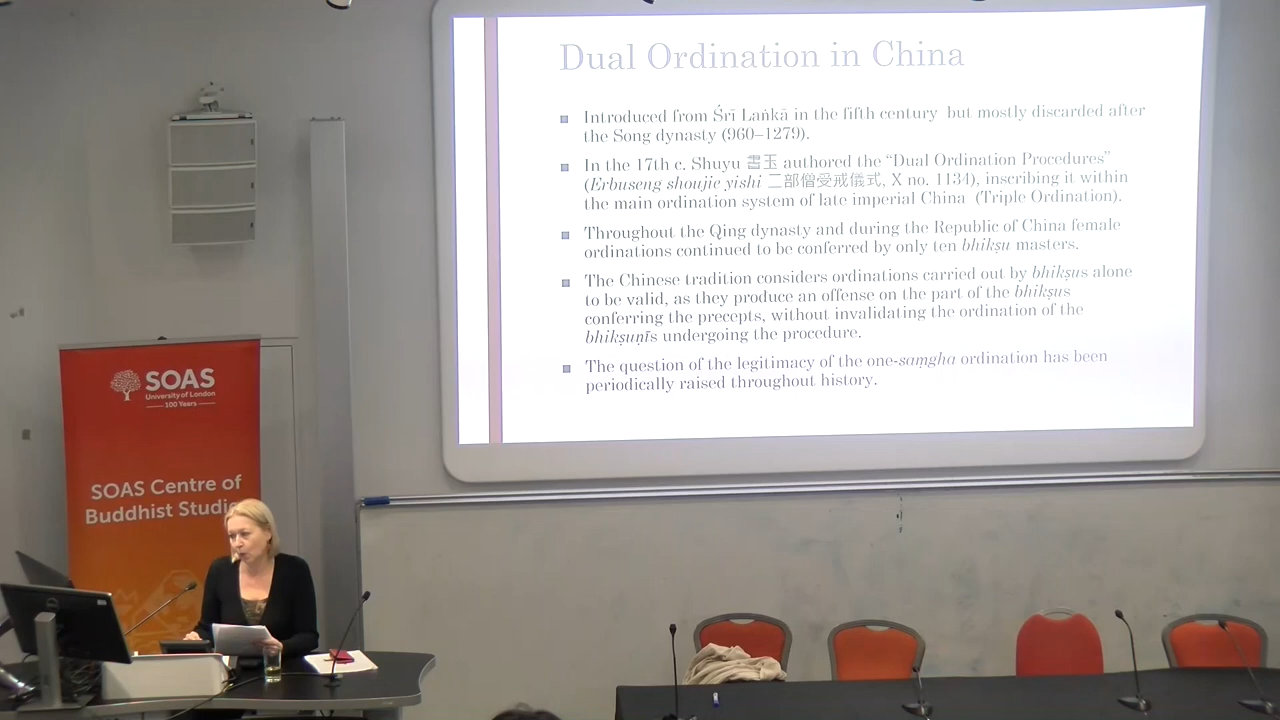 Dual Ordination in China
Introduced from Śrī Laṅkā in the fifth century but mostly discarded after
the Song dynasty (960–1279).
In the 17th c. Shuyu 書玉 authored the “Dual Ordination Procedures”
(Erbuseng shoujie yishi 二部僧受戒儀式, X no. 1134), inscribing it within
the main ordination system of late imperial China (Triple Ordination).
Throughout the Qing dynasty and during the Republic of China female
ordinations continued to be conferred by only ten bhikṣu masters.
The Chinese tradition considers ordinations carried out by bhikṣus alone
to be valid, as they produce an offense on the part of the bhikṣus
conferring the precepts, without invalidating the ordination of the
bhikṣuṇīs undergoing the procedure.
The question of the legitimacy of the one-saṃgha ordination has been
periodically raised throughout history.
SOAS
University of London
100 Years
SOAS Centre of
Buddhist Studi